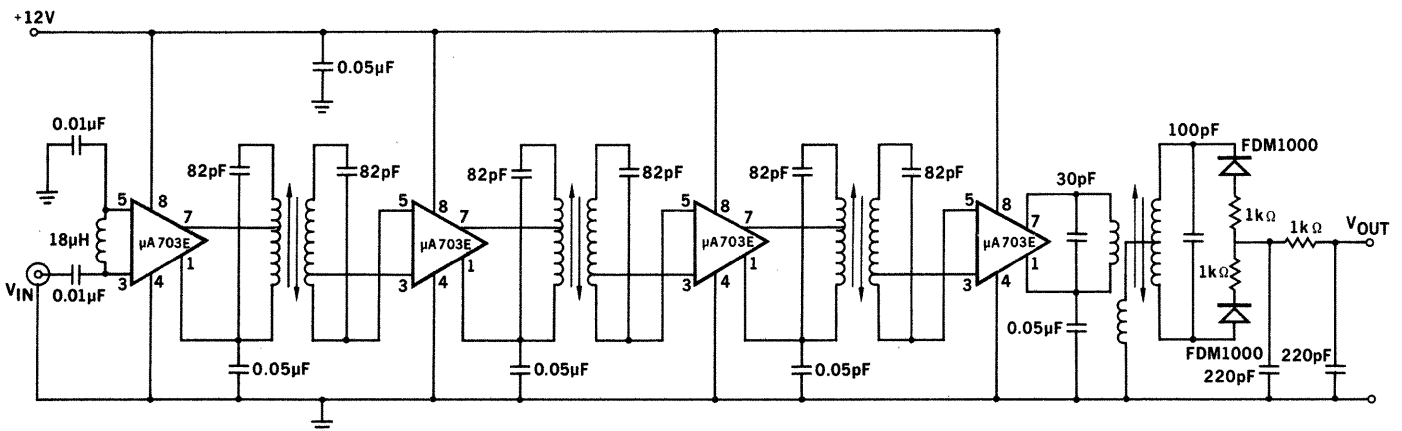 +12V
0.05µF
0.01µF
5
8
7
1
3
4
µA703E
18µH
0.01µF
VIN
82pF
82pF
0.05µF
5
8
7
1
3
4
µA703E
82pF
82pF
0.05µF
5
8
7
1
3
4
µA703E
82pF
82pF
0.05pF
5
8
7
1
3
4
µA703E
30pF
0.05µF
100pF
FDM1000
1kΩ
1kΩ
1kΩ
VOUT
FDM1000
220pF
220pF